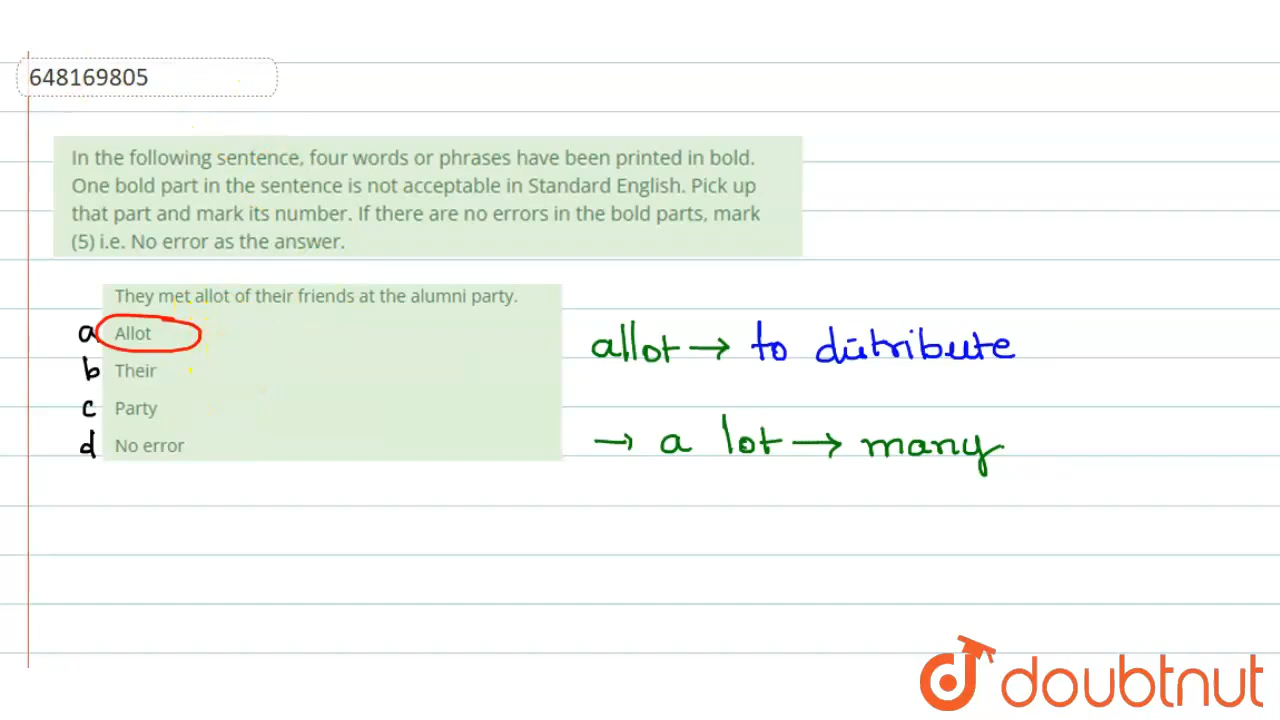 648169805
In the following sentence, four words or phrases have been printed in bold.
One bold part in the sentence is not acceptable in Standard English. Pick up
that part and mark its number. If there are no errors in the bold parts, mark
(5) i.e. No error as the answer.
They met allot of their friends at the alumni party.
a Allot
b Their
c Party
d No error
allot → to distribute
→ a lot → many
doubtnut